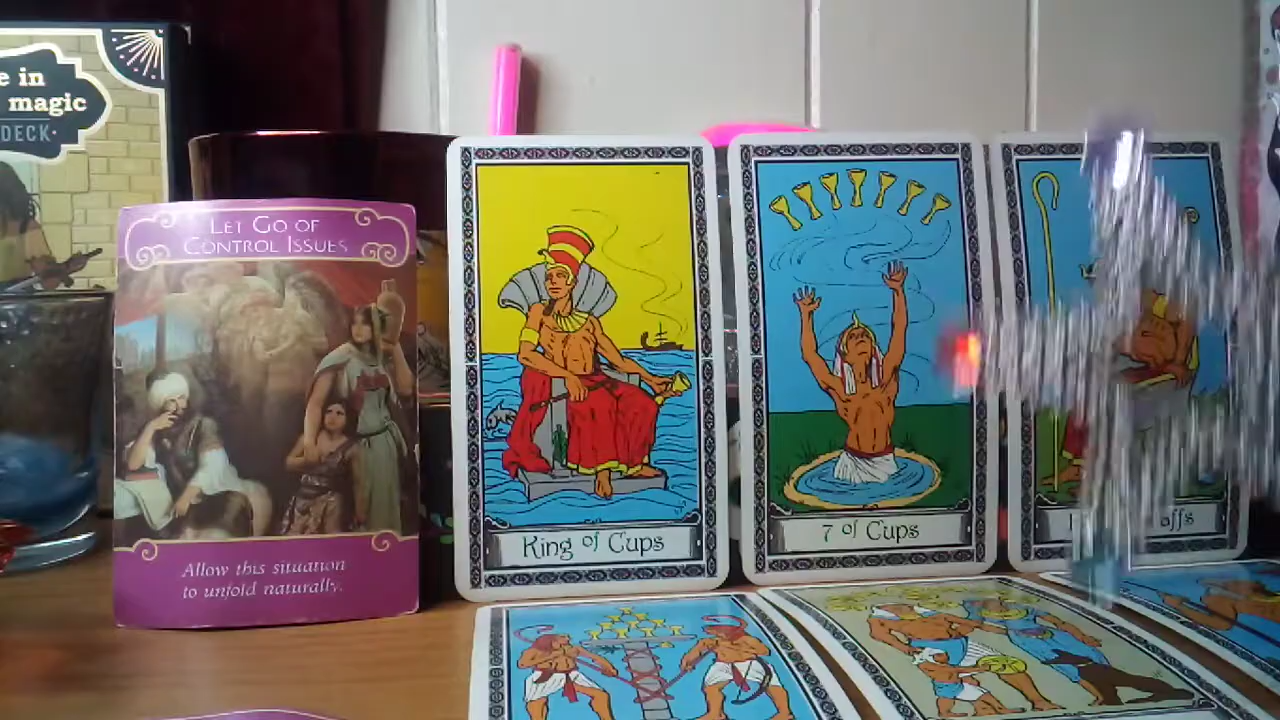 e in
magic
DECK
LET GO OF
CONTROL ISSUES
Allow this situation
to unfold naturally.
King of Cups
7 of Cups